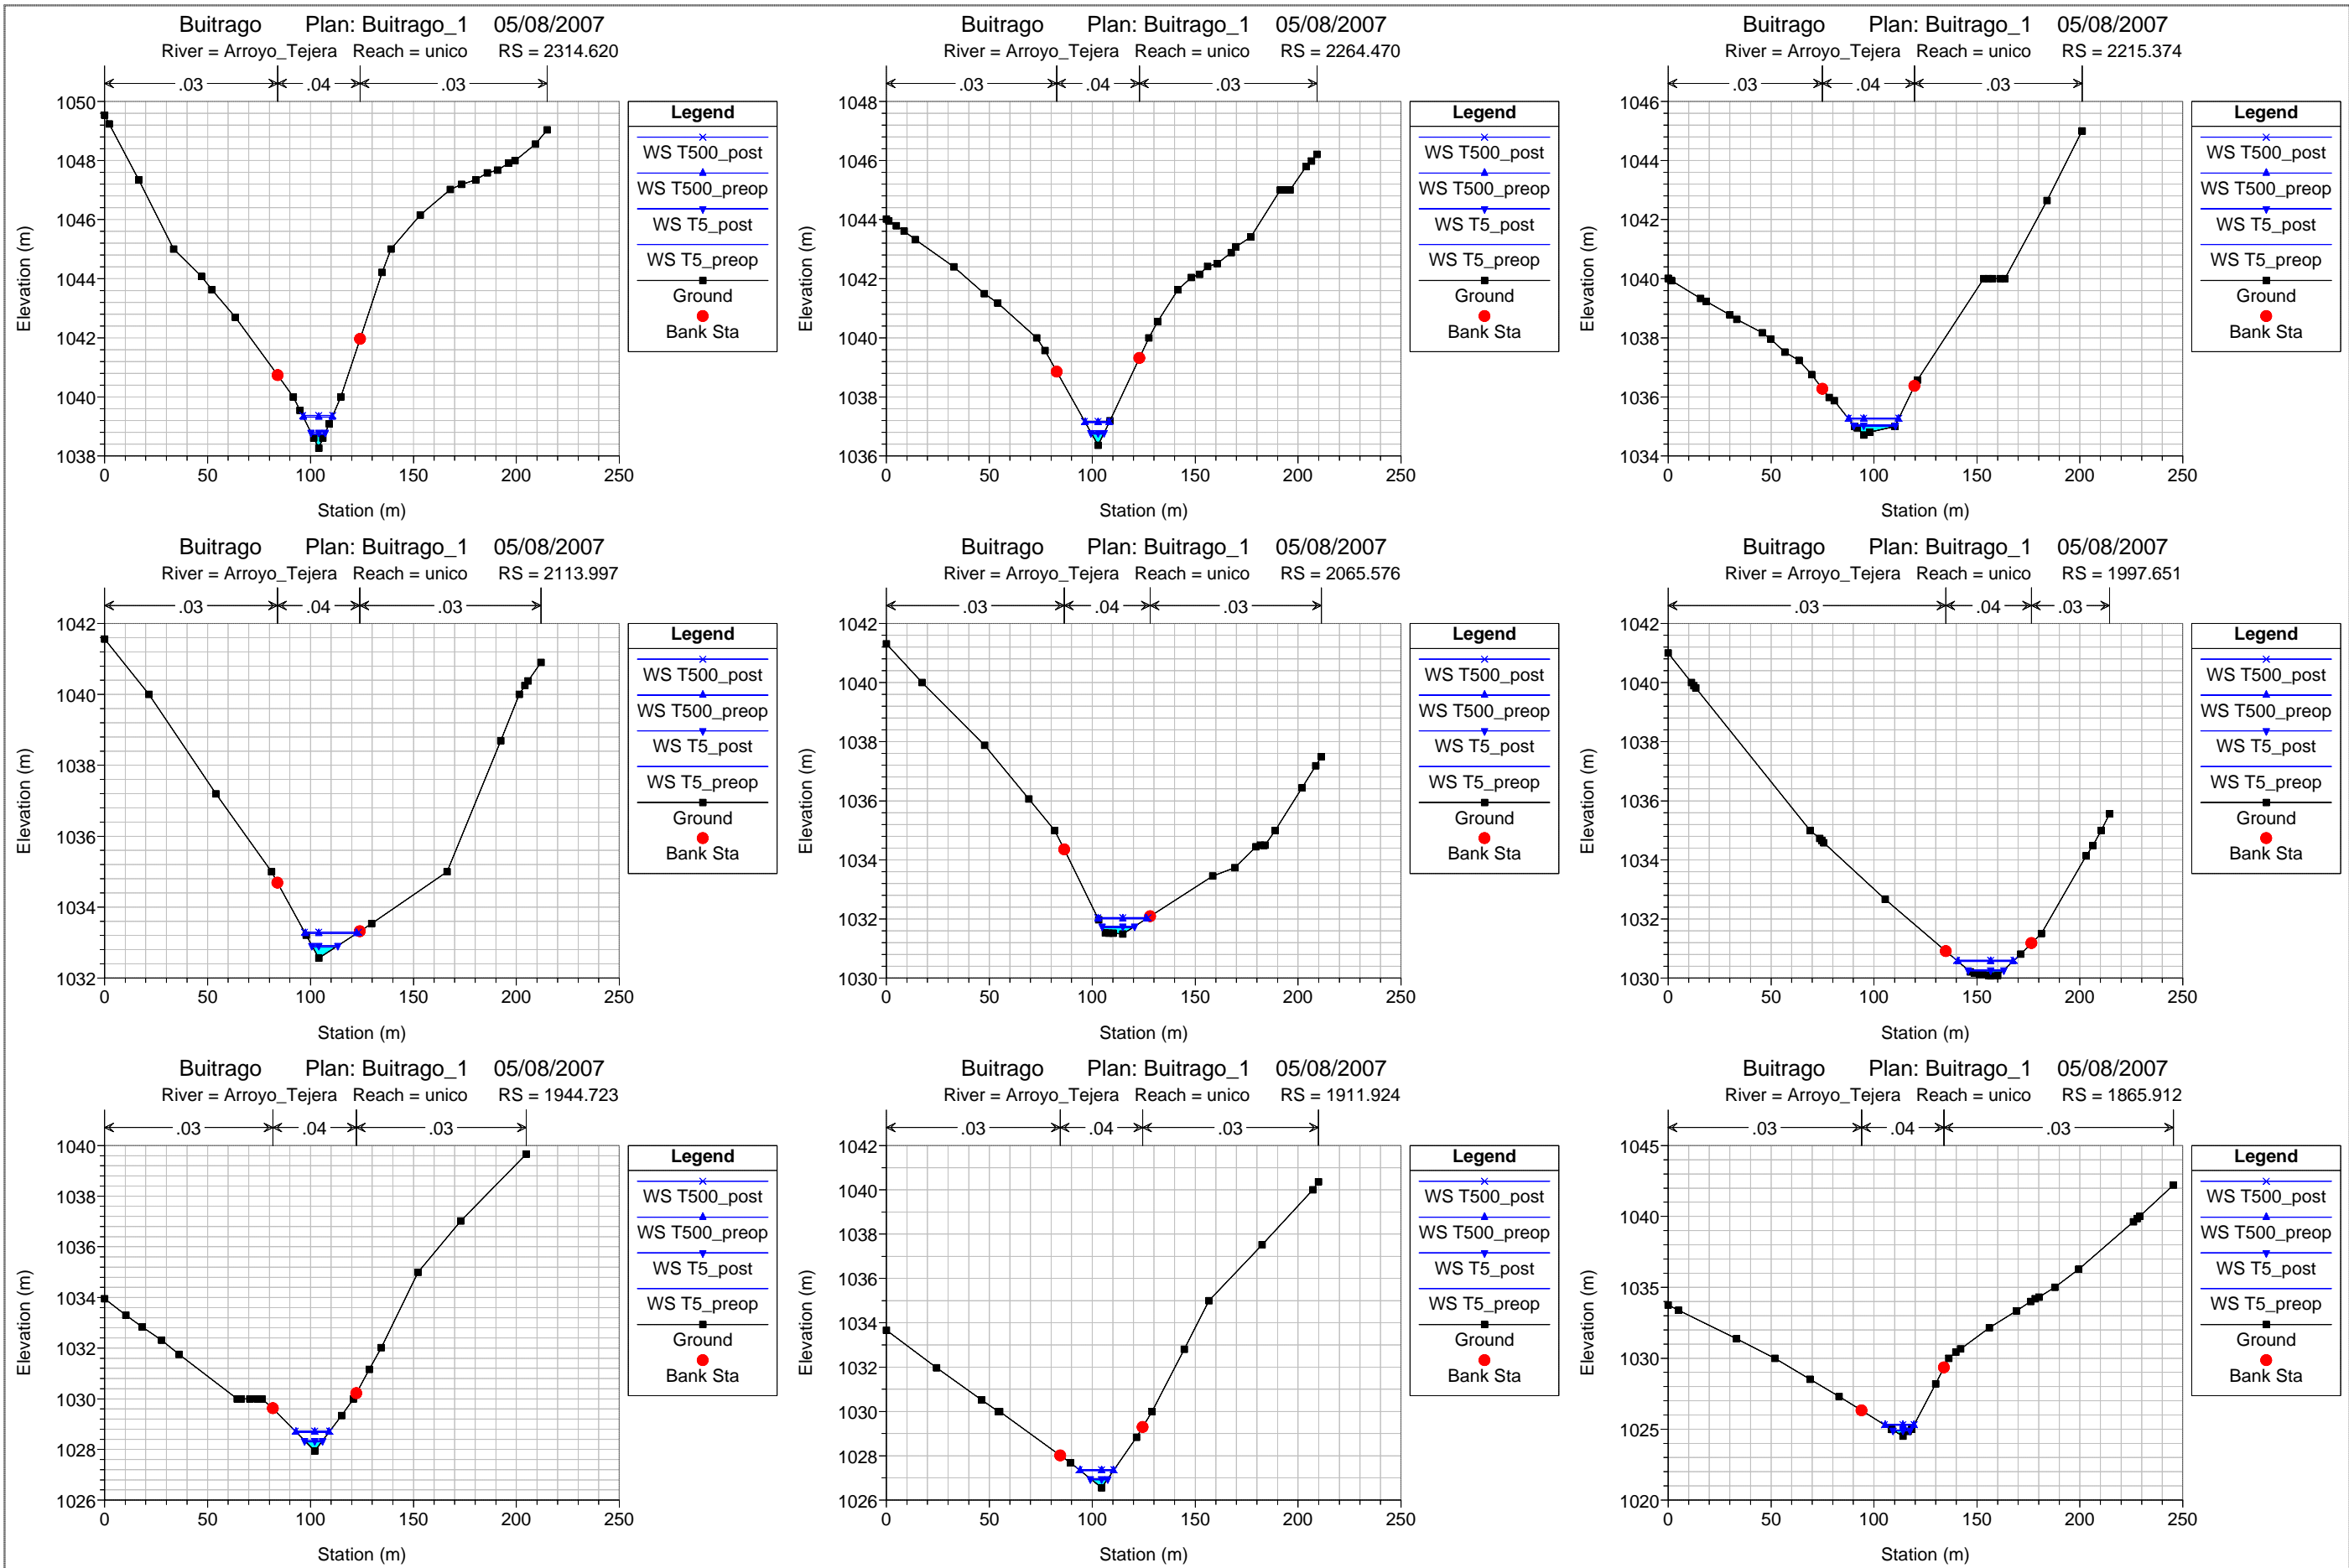 Buitrago Plan: Buitrago_1 05/08/2007
River = Arroyo_Tejera Reach = unico RS = 2314.620
.03 .04 .03
1050
1048
1046
1044
1042
1040
1038
Elevation (m)
0 50 100 150 200 250
Station (m)
Legend
WS T500_post
WS T500_preop
WS T5_post
WS T5_preop
Ground
Bank Sta
Buitrago Plan: Buitrago_1 05/08/2007
River = Arroyo_Tejera Reach = unico RS = 2264.470
.03 .04 .03
1048
1046
1044
1042
1040
1038
1036
Elevation (m)
0 50 100 150 200 250
Station (m)
Legend
WS T500_post
WS T500_preop
WS T5_post
WS T5_preop
Ground
Bank Sta
Buitrago Plan: Buitrago_1 05/08/2007
River = Arroyo_Tejera Reach = unico RS = 2215.374
.03 .04 .03
1046
1044
1042
1040
1038
1036
1034
Elevation (m)
0 50 100 150 200 250
Station (m)
Legend
WS T500_post
WS T500_preop
WS T5_post
WS T5_preop
Ground
Bank Sta
Buitrago Plan: Buitrago_1 05/08/2007
River = Arroyo_Tejera Reach = unico RS = 2113.997
.03 .04 .03
1042
1040
1038
1036
1034
1032
Elevation (m)
0 50 100 150 200 250
Station (m)
Legend
WS T500_post
WS T500_preop
WS T5_post
WS T5_preop
Ground
Bank Sta
Buitrago Plan: Buitrago_1 05/08/2007
River = Arroyo_Tejera Reach = unico RS = 2065.576
.03 .04 .03
1042
1040
1038
1036
1034
1032
1030
Elevation (m)
0 50 100 150 200 250
Station (m)
Legend
WS T500_post
WS T500_preop
WS T5_post
WS T5_preop
Ground
Bank Sta
Buitrago Plan: Buitrago_1 05/08/2007
River = Arroyo_Tejera Reach = unico RS = 1997.651
.03 .04 .03
1042
1040
1038
1036
1034
1032
1030
Elevation (m)
0 50 100 150 200 250
Station (m)
Legend
WS T500_post
WS T500_preop
WS T5_post
WS T5_preop
Ground
Bank Sta
Buitrago Plan: Buitrago_1 05/08/2007
River = Arroyo_Tejera Reach = unico RS = 1944.723
.03 .04 .03
1040
1038
1036
1034
1032
1030
1028
1026
Elevation (m)
0 50 100 150 200 250
Station (m)
Legend
WS T500_post
WS T500_preop
WS T5_post
WS T5_preop
Ground
Bank Sta
Buitrago Plan: Buitrago_1 05/08/2007
River = Arroyo_Tejera Reach = unico RS = 1911.924
.03 .04 .03
1042
1040
1038
1036
1034
1032
1030
1028
1026
Elevation (m)
0 50 100 150 200 250
Station (m)
Legend
WS T500_post
WS T500_preop
WS T5_post
WS T5_preop
Ground
Bank Sta
Buitrago Plan: Buitrago_1 05/08/2007
River = Arroyo_Tejera Reach = unico RS = 1865.912
.03 .04 .03
1045
1040
1035
1030
1025
1020
Elevation (m)
0 50 100 150 200 250
Station (m)
Legend
WS T500_post
WS T500_preop
WS T5_post
WS T5_preop
Ground
Bank Sta